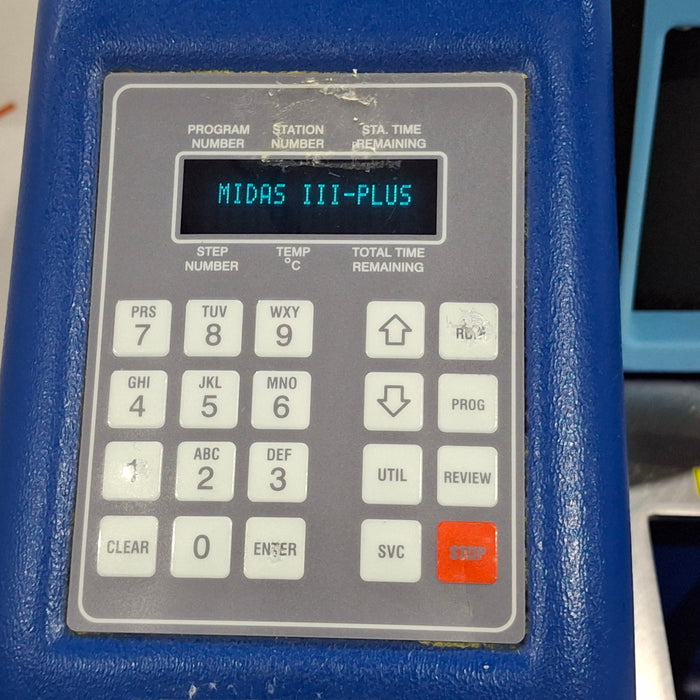 PROGRAM NUMBER
STATION NUMBER
STA. TIME REMAINING
MIDAS III-PLUS
STEP NUMBER
TEMP °C
TOTAL TIME REMAINING
PRS 7
TUV 8
WXY 9
GHI 4
JKL 5
MNO 6
PROG
1
ABC 2
DEF 3
UTIL
REVIEW
CLEAR
0
ENTER
SVC
STOP